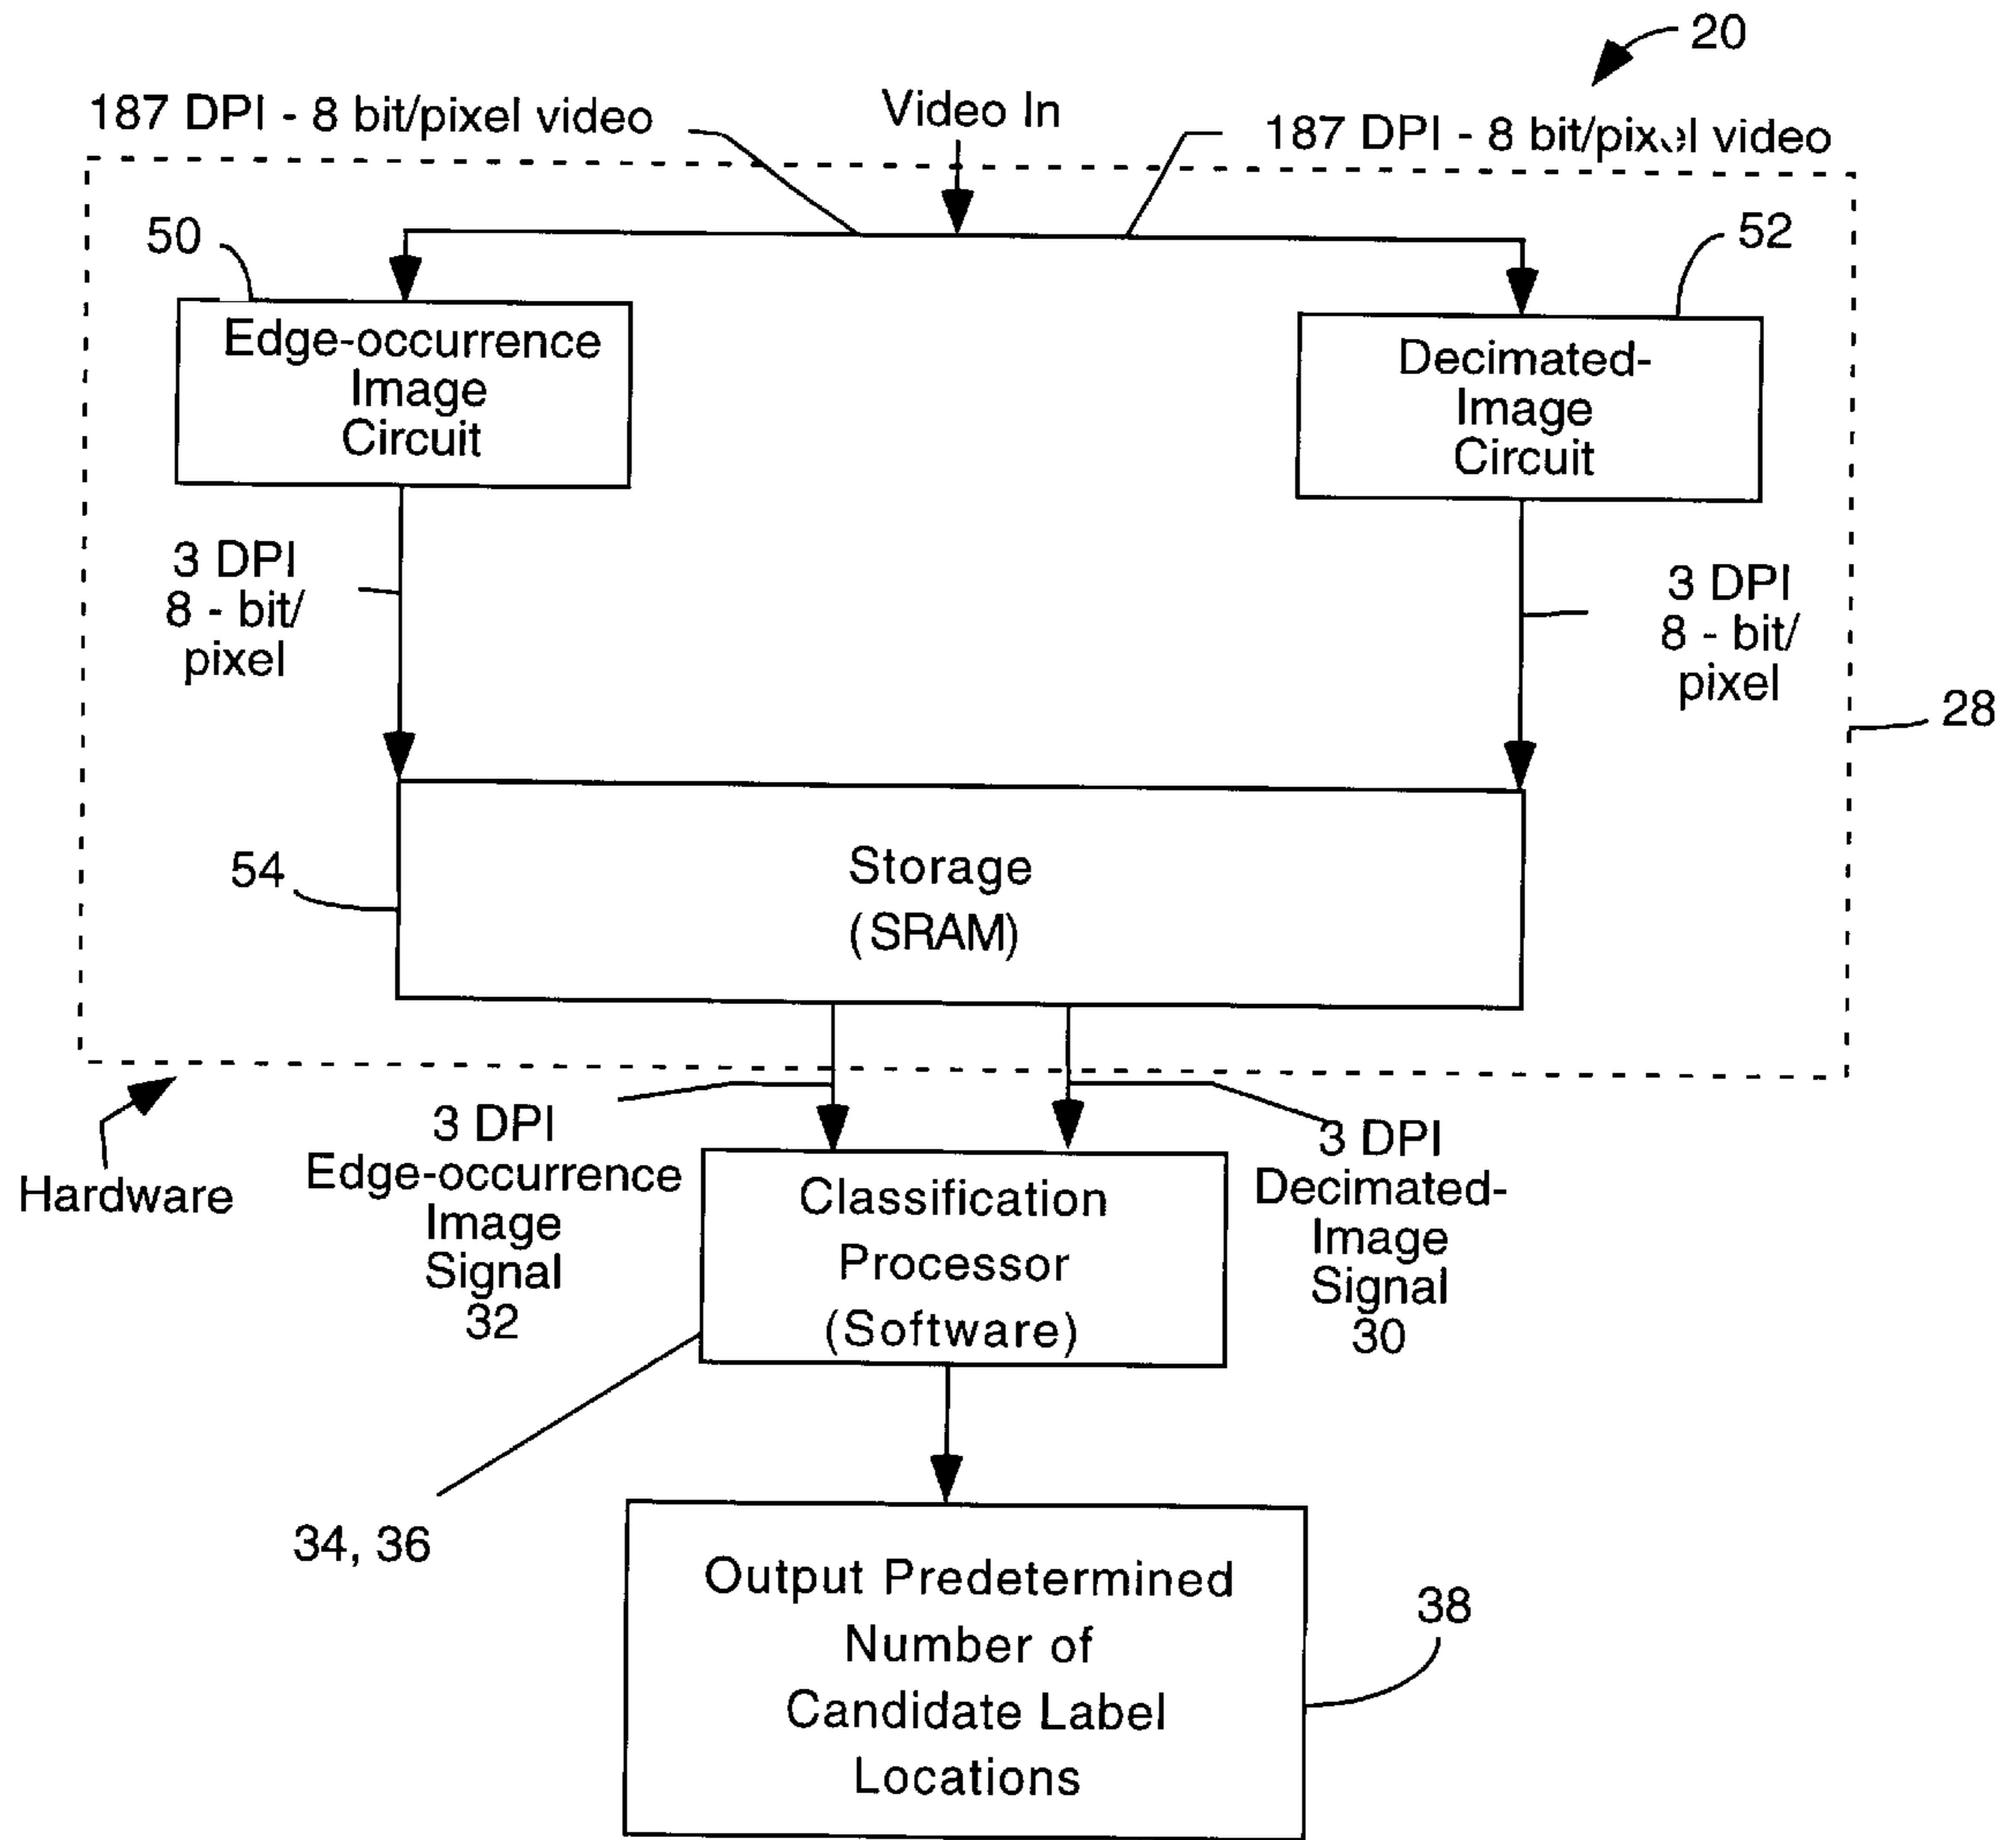 20
187 DPI - 8 bit/pixel video
Video In
187 DPI - 8 bit/pixel video
50
52
Edge-occurrence
Image
Circuit
Decimated-
Image
Circuit
3 DPI
8 - bit/
pixel
3 DPI
8 - bit/
pixel
28
54
Storage
(SRAM)
Hardware
3 DPI
Edge-occurrence
Image
Signal
32
Classification
Processor
(Software)
3 DPI
Decimated-
Image
Signal
30
34, 36
Output Predetermined
Number of
Candidate Label
Locations
38